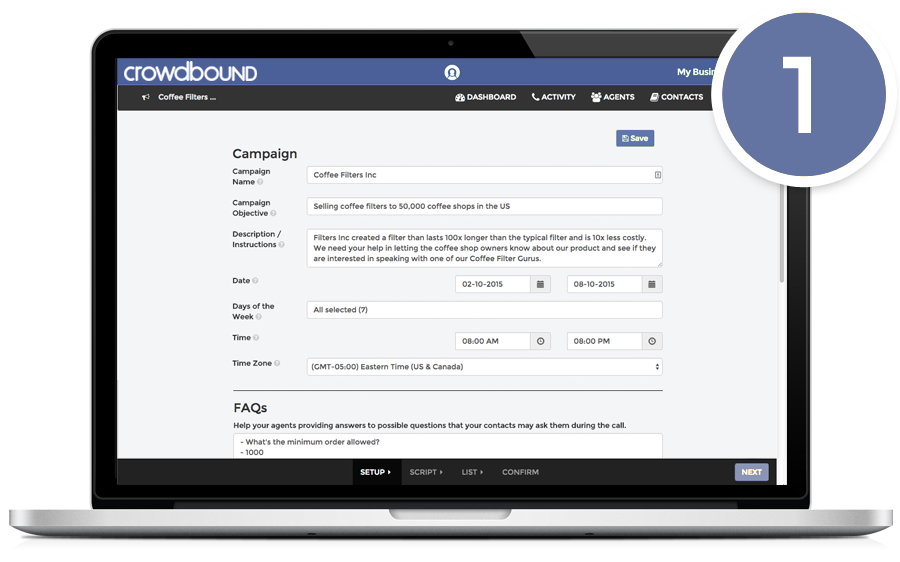 1
crowdbound
My Busin
Coffee Filters ...
DASHBOARD
ACTIVITY
AGENTS
CONTACTS
Save
Campaign
Campaign
Name
Coffee Filters Inc
Campaign
Objective
Selling coffee filters to 50,000 coffee shops in the US
Description /
Instructions
Filters Inc created a filter than lasts 100x longer than the typical filter and is 10x less costly.
We need your help in letting the coffee shop owners know about our product and see if they
are interested in speaking with one of our Coffee Filter Gurus.
Date
02-10-2015
08-10-2015
Days of the
Week
All selected (7)
Time
08:00 AM
08:00 PM
Time Zone
(GMT-05:00) Eastern Time (US & Canada)
FAQs
Help your agents providing answers to possible questions that your contacts may ask them during the call.
- What's the minimum order allowed?
- 1000
SETUP
SCRIPT
LIST
CONFIRM
NEXT